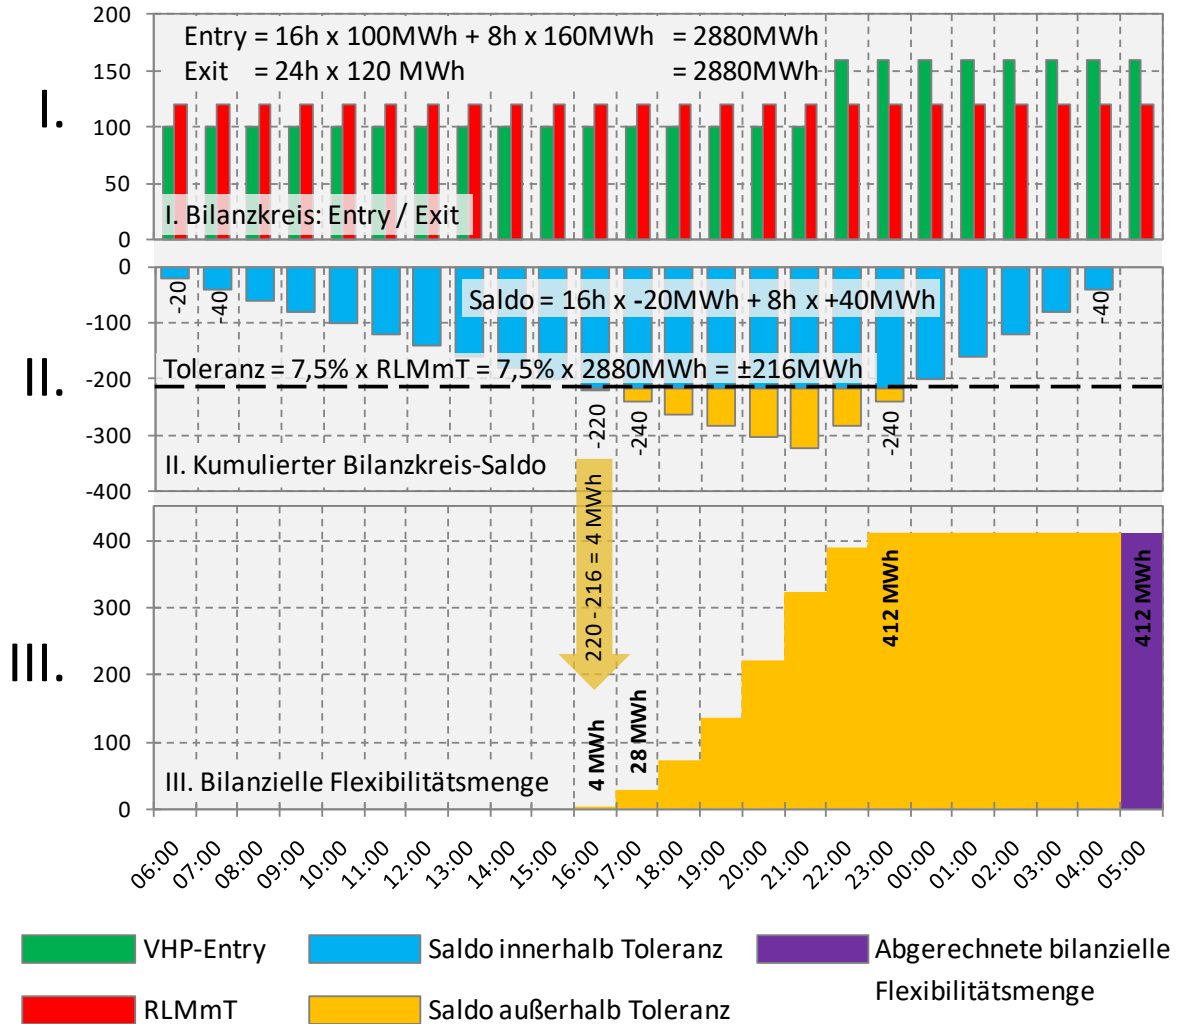 I.
200
150
100
50
0
Entry = 16h x 100MWh + 8h x 160MWh = 2880MWh
Exit = 24h x 120 MWh = 2880MWh
I. Bilanzkreis: Entry / Exit
II.
0
-100
-200
-300
-400
-20
-40
Saldo = 16h x -20MWh + 8h x +40MWh
-40
Toleranz = 7,5% x RLMmT = 7,5% x 2880MWh = ±216MWh
-220
-240
-240
II. Kumulierter Bilanzkreis-Saldo
III.
400
300
200
100
0
220 - 216 = 4 MWh
4 MWh
28 MWh
412 MWh
412 MWh
III. Bilanzielle Flexibilitätsmenge
06:00
07:00
08:00
09:00
10:00
11:00
12:00
13:00
14:00
15:00
16:00
17:00
18:00
19:00
20:00
21:00
22:00
23:00
00:00
01:00
02:00
03:00
04:00
05:00
VHP-Entry
RLMmT
Saldo innerhalb Toleranz
Saldo außerhalb Toleranz
Abgerechnete bilanzielle
Flexibilitätsmenge